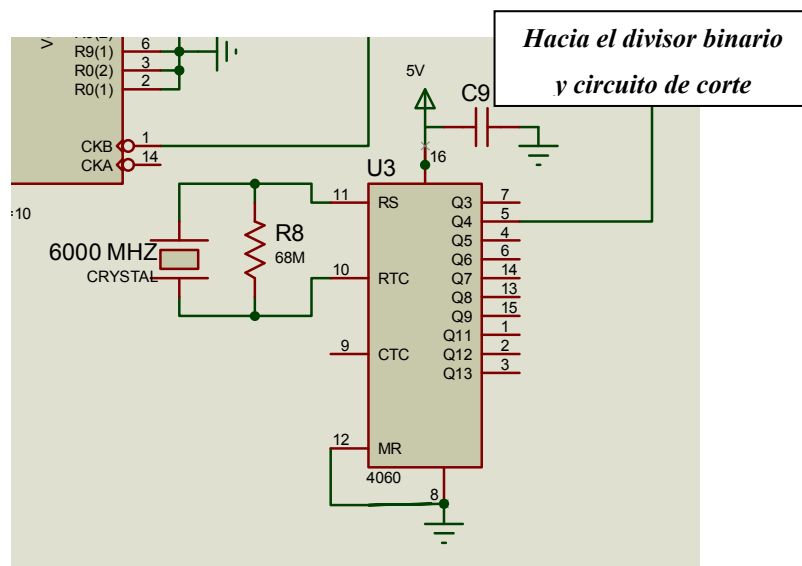 Hacia el divisor binario
y circuito de corte
R9(1)
6
R0(2)
3
R0(1)
2
CKB
1
CKA
14
=10
5V
C9
16
U3
11
RS
Q3
7
Q4
5
Q5
4
Q6
6
10
RTC
Q7
14
Q8
13
Q9
15
Q11
1
9
CTC
Q12
2
Q13
3
12
MR
4060
8
6000 MHZ
CRYSTAL
R8
68M